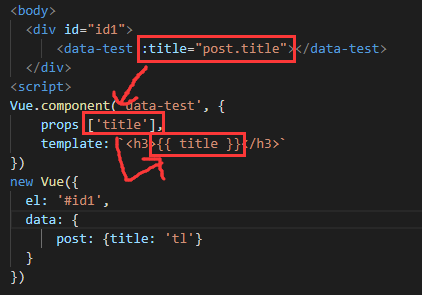 <body>
<div id="id1">
<data-test :title="post.title"></data-test>
</div>
<script>
Vue.component('data-test', {
props ['title'],
template: `<h3>{{ title }}</h3>`
})
new Vue({
el: '#id1',
data: {
post: {title: 'tl'}
}
})